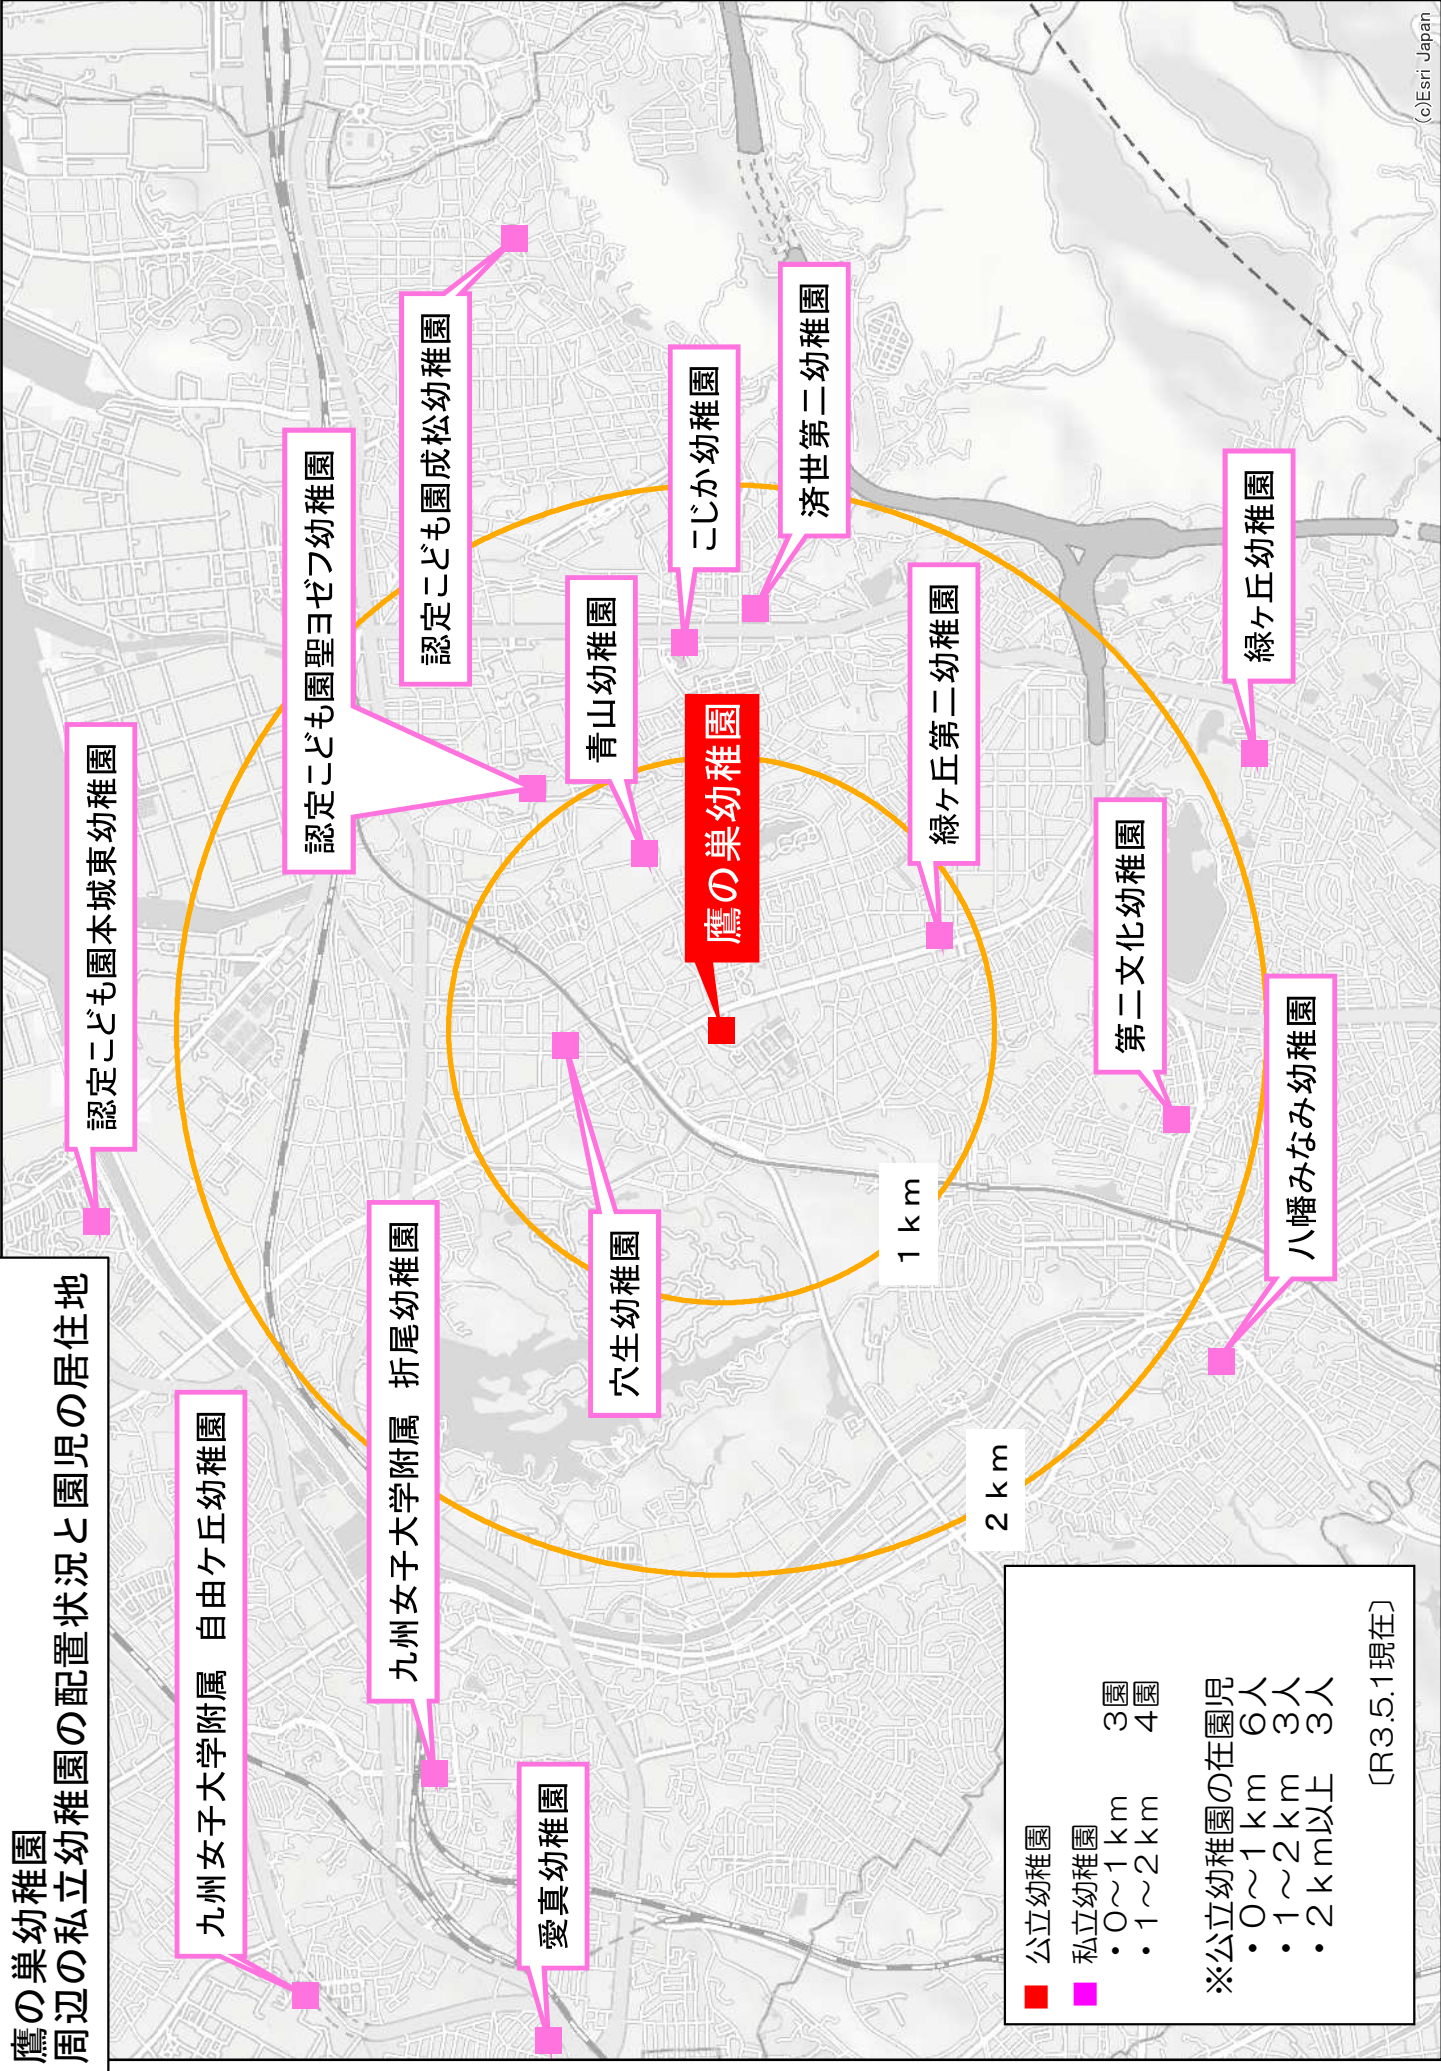 鷹の巣幼稚園
周辺の私立幼稚園の配置状況と園児の居住地
九州女子大学附属　自由ケ丘幼稚園
認定こども園本城東幼稚園
認定こども園聖ヨゼフ幼稚園
九州女子大学附属　折尾幼稚園
認定こども園成松幼稚園
愛真幼稚園
穴生幼稚園
青山幼稚園
こじか幼稚園
鷹の巣幼稚園
済世第二幼稚園
１ｋｍ
緑ヶ丘第二幼稚園
２ｋｍ
第二文化幼稚園
八幡みなみ幼稚園
緑ヶ丘幼稚園
公立幼稚園
私立幼稚園
・０～１ｋｍ　３園
・１～２ｋｍ　４園
※公立幼稚園の在園児
・０～１ｋｍ　６人
・１～２ｋｍ　３人
・２ｋｍ以上　３人
〔Ｒ３.５.１現在〕
(c)Esri Japan